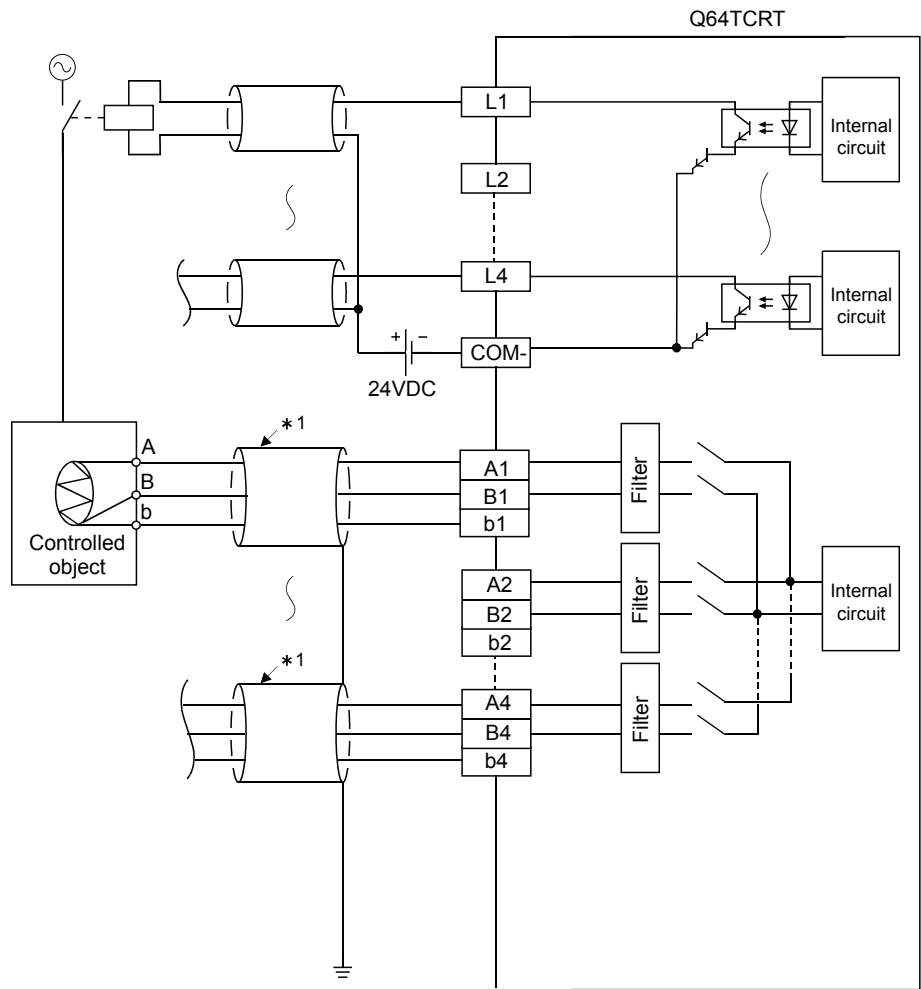 Q64TCRT
L1
Internal
circuit
L2
L4
Internal
circuit
+ −
COM-
24VDC
*1
A
B
b
A1
B1
b1
Filter
Controlled
object
A2
B2
b2
Filter
Internal
circuit
*1
A4
B4
b4
Filter